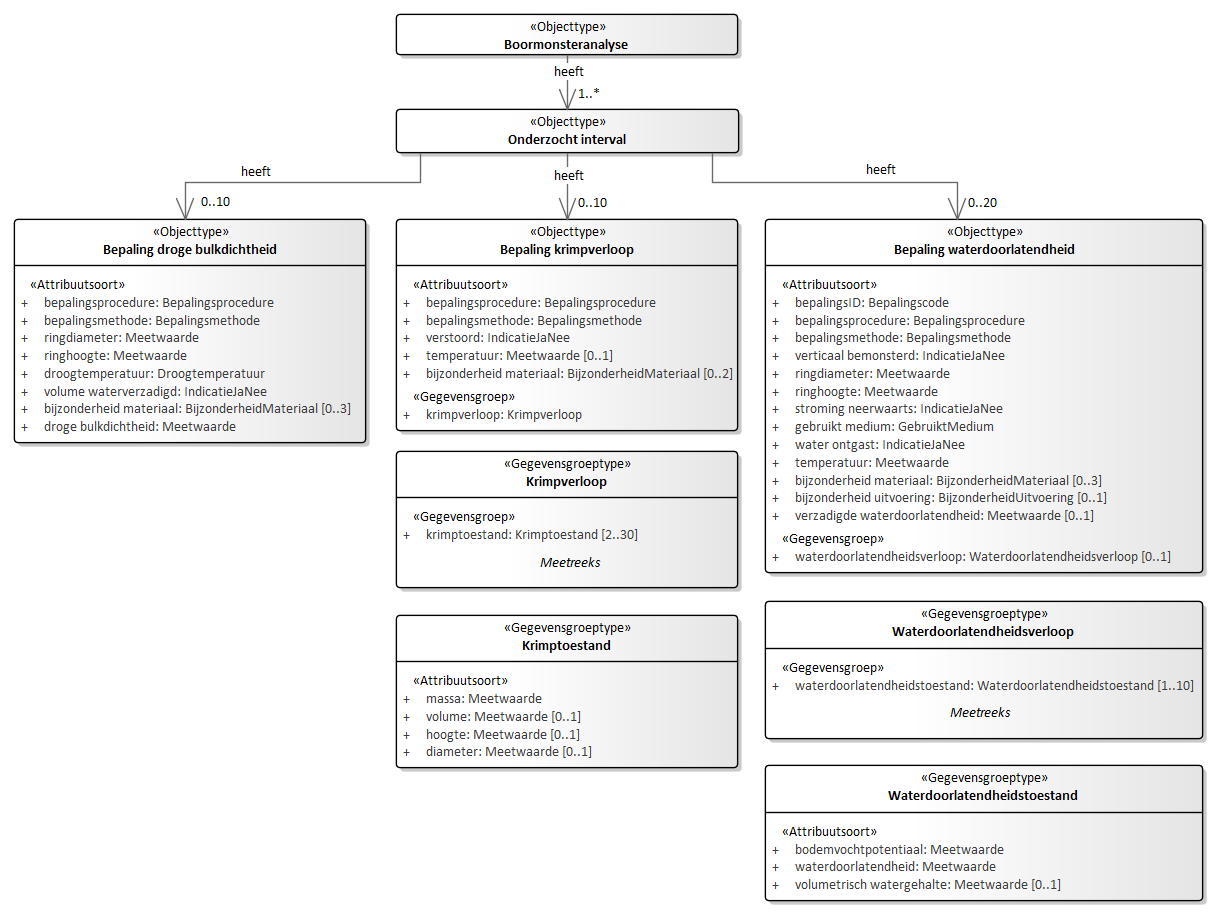 «Objecttype»
Boormonsteranalyse
heeft
1..*
«Objecttype»
Onderzocht interval
heeft
0..10
heeft
0..10
heeft
0..20
«Objecttype»
Bepaling droge bulkdichtheid
«Attribuutsoort»
+ bepalingsprocedure: Bepalingsprocedure
+ bepalingsmethode: Bepalingsmethode
+ ringdiameter: Meetwaarde
+ ringhoogte: Meetwaarde
+ droogtemperatuur: Droogtemperatuur
+ volume waterverzadigd: IndicatieJaNee
+ bijzonderheid materiaal: BijzonderheidMateriaal [0..3]
+ droge bulkdichtheid: Meetwaarde
«Objecttype»
Bepaling krimpverloop
«Attribuutsoort»
+ bepalingsprocedure: Bepalingsprocedure
+ bepalingsmethode: Bepalingsmethode
+ verstoord: IndicatieJaNee
+ temperatuur: Meetwaarde [0..1]
+ bijzonderheid materiaal: BijzonderheidMateriaal [0..2]
«Gegevensgroep»
+ krimpverloop: Krimpverloop
«Gegevensgroeptype»
Krimpverloop
«Gegevensgroep»
+ krimptoestand: Krimptoestand [2..30]
Meetreeks
«Gegevensgroeptype»
Krimptoestand
«Attribuutsoort»
+ massa: Meetwaarde
+ volume: Meetwaarde [0..1]
+ hoogte: Meetwaarde [0..1]
+ diameter: Meetwaarde [0..1]
«Objecttype»
Bepaling waterdoorlatendheid
«Attribuutsoort»
+ bepalingsID: Bepalingscode
+ bepalingsprocedure: Bepalingsprocedure
+ bepalingsmethode: Bepalingsmethode
+ verticaal bemonsterd: IndicatieJaNee
+ ringdiameter: Meetwaarde
+ ringhoogte: Meetwaarde
+ stroming neerwaarts: IndicatieJaNee
+ gebruikt medium: GebruiktMedium
+ water ontgast: IndicatieJaNee
+ temperatuur: Meetwaarde
+ bijzonderheid materiaal: BijzonderheidMateriaal [0..3]
+ bijzonderheid uitvoering: BijzonderheidUitvoering [0..1]
+ verzadigde waterdoorlatendheid: Meetwaarde [0..1]
«Gegevensgroep»
+ waterdoorlatendheidsverloop: Waterdoorlatendheidsverloop [0..1]
«Gegevensgroeptype»
Waterdoorlatendheidsverloop
«Gegevensgroep»
+ waterdoorlatendheidstoestand: Waterdoorlatendheidstoestand [1..10]
Meetreeks
«Gegevensgroeptype»
Waterdoorlatendheidstoestand
«Attribuutsoort»
+ bodemvochtpotentiaal: Meetwaarde
+ waterdoorlatendheid: Meetwaarde
+ volumetrisch watergehalte: Meetwaarde [0..1]